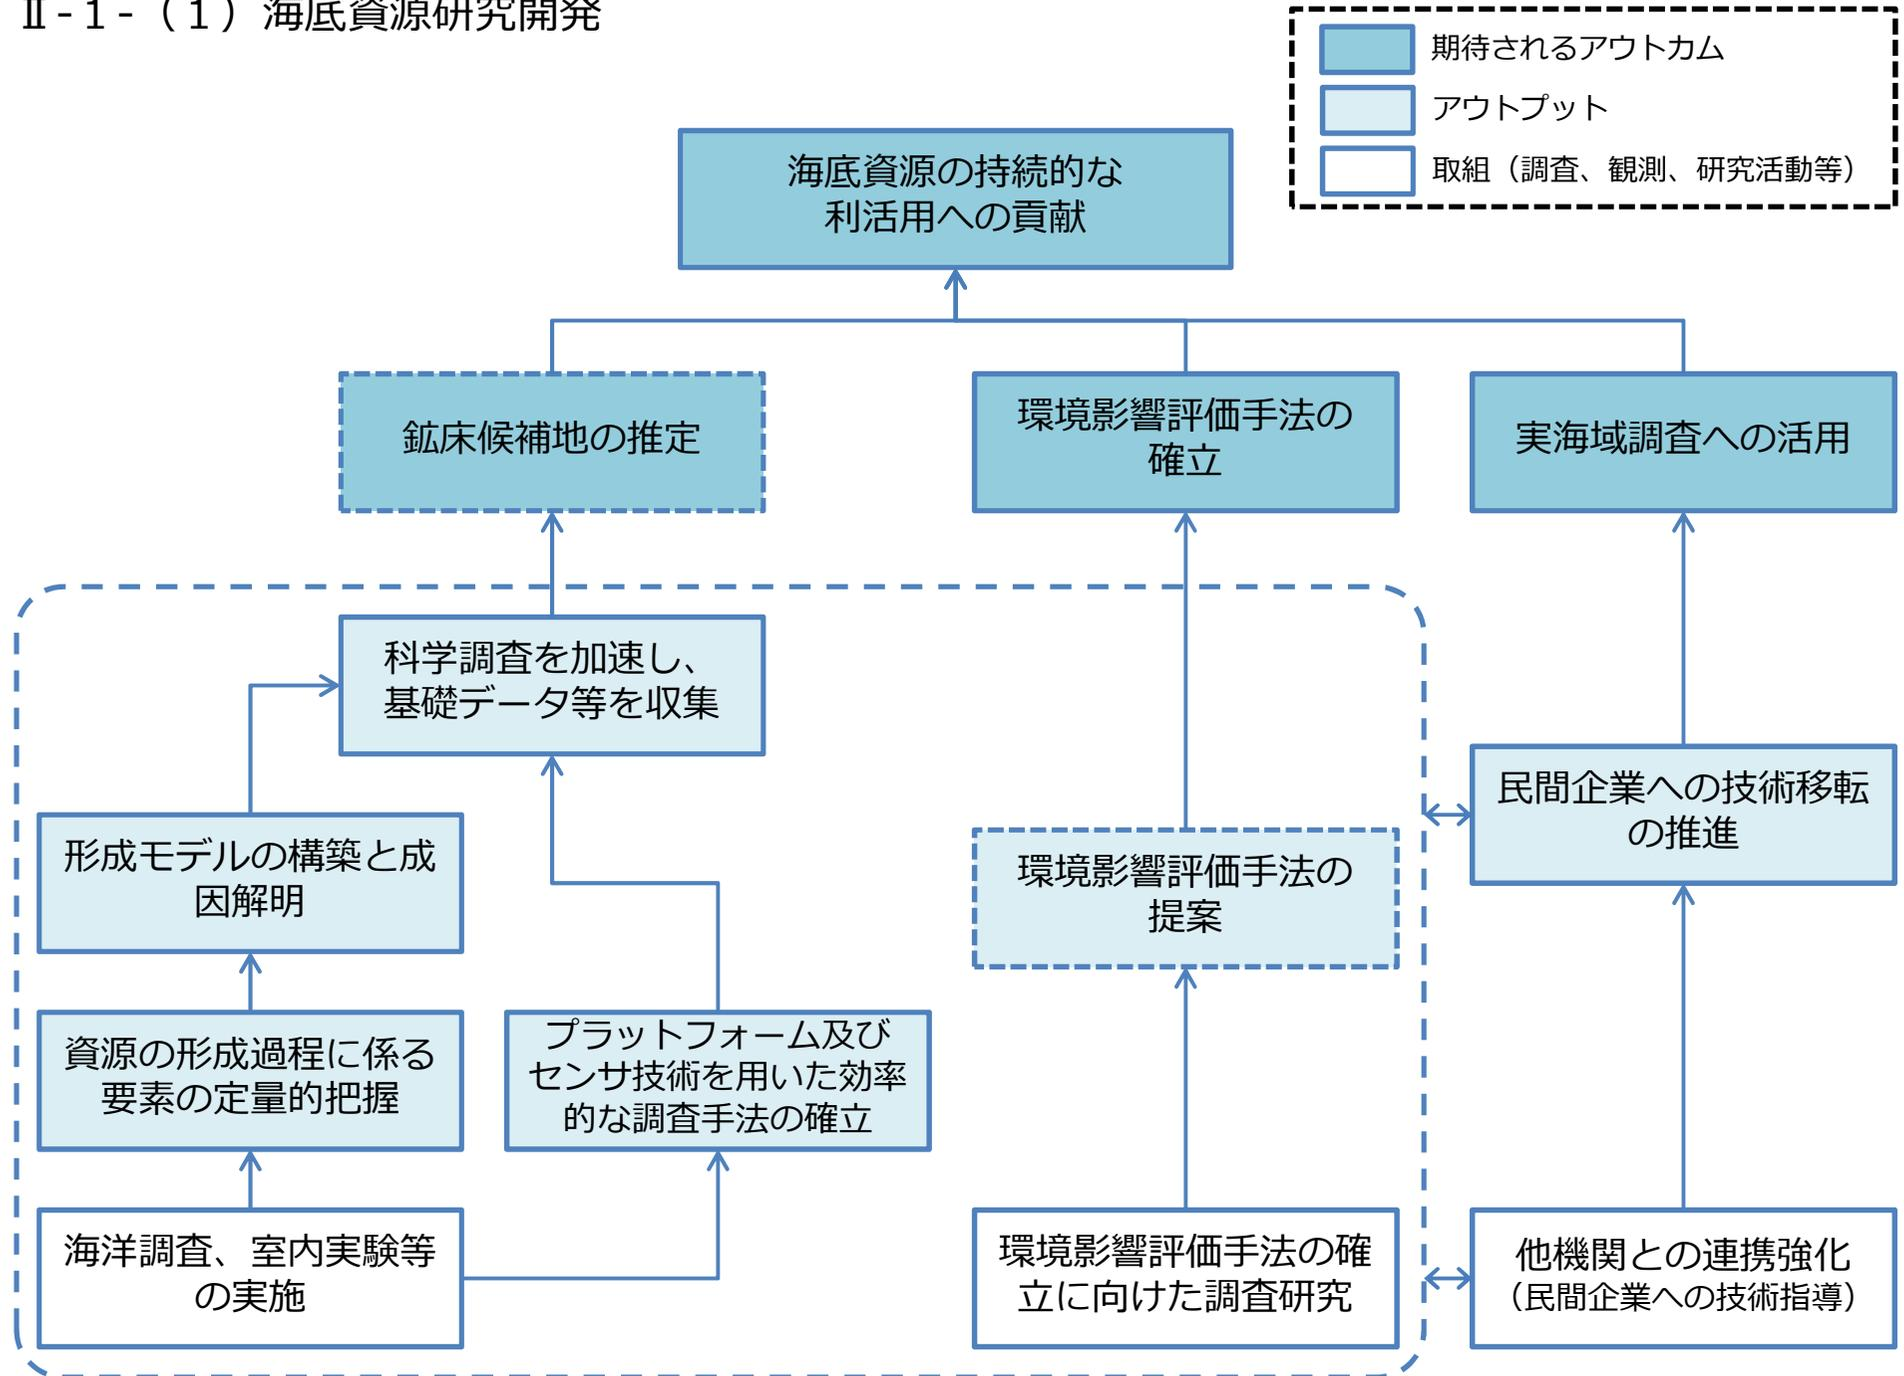 Ⅱ-１-（１）海底資源研究開発
期待されるアウトカム
アウトプット
取組（調査、観測、研究活動等）
海底資源の持続的な
利活用への貢献
鉱床候補地の推定
環境影響評価手法の
確立
実海域調査への活用
科学調査を加速し、
基礎データ等を収集
民間企業への技術移転
の推進
形成モデルの構築と成
因解明
環境影響評価手法の
提案
資源の形成過程に係る
要素の定量的把握
プラットフォーム及び
センサ技術を用いた効率
的な調査手法の確立
海洋調査、室内実験等
の実施
環境影響評価手法の確
立に向けた調査研究
他機関との連携強化
（民間企業への技術指導）